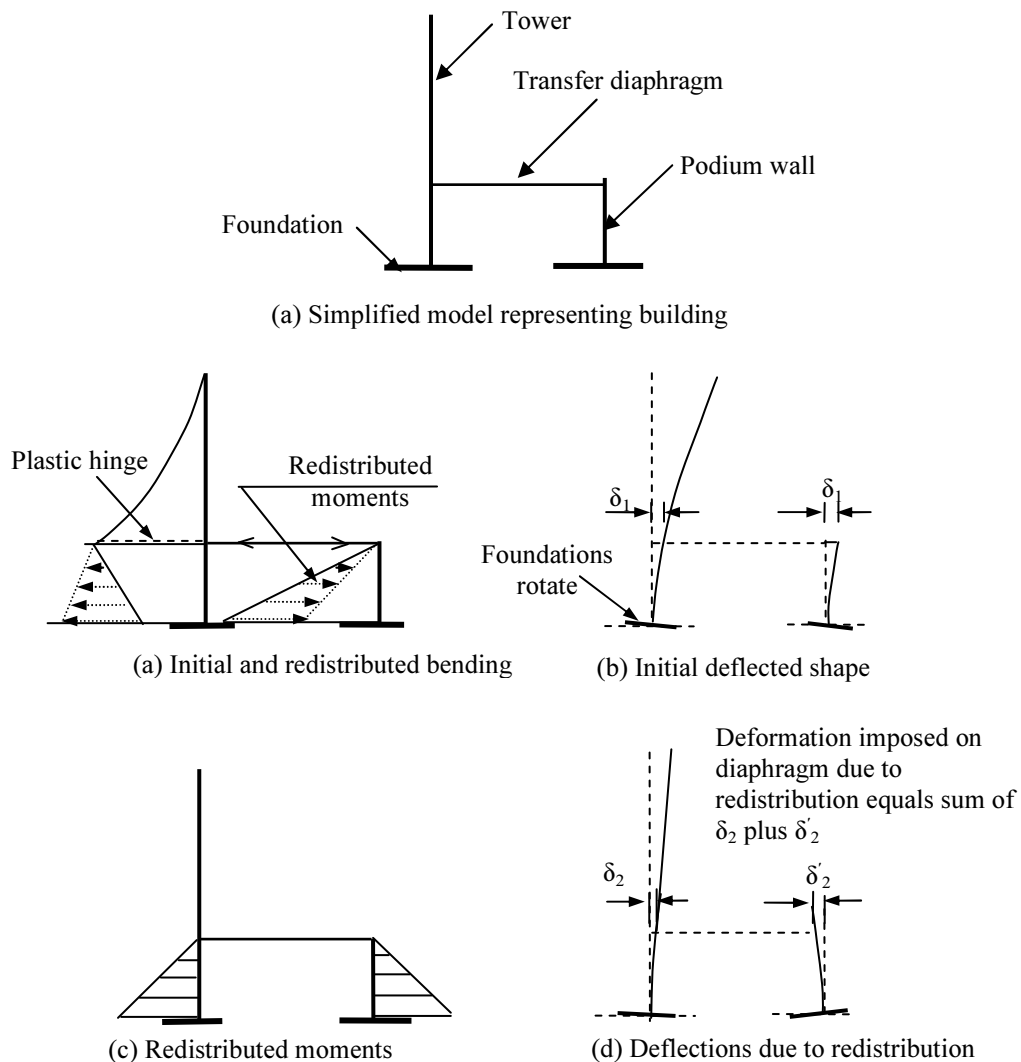 Tower
Transfer diaphragm
Podium wall
Foundation
(a) Simplified model representing building
Plastic hinge
Redistributed
moments
δ1
δ1
Foundations
rotate
(a) Initial and redistributed bending
(b) Initial deflected shape
Deformation imposed on
diaphragm due to
redistribution equals sum of
δ2 plus δ′2
δ2
δ′2
(c) Redistributed moments
(d) Deflections due to redistribution